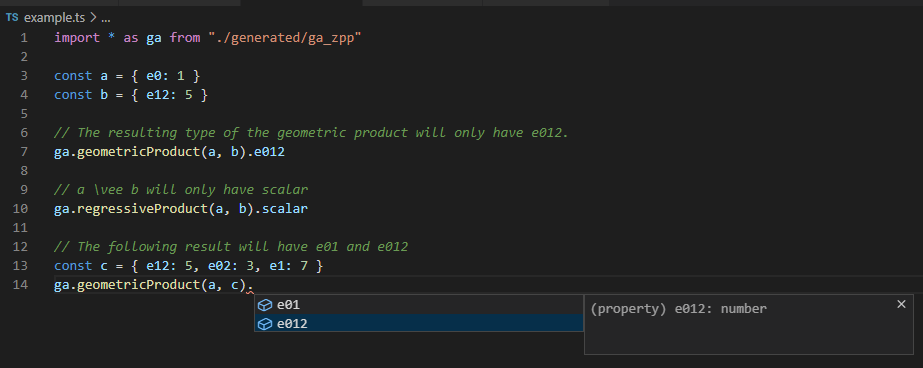 TS example.ts > ...
1 import * as ga from "./generated/ga_zpp"
2
3 const a = { e0: 1 }
4 const b = { e12: 5 }
5
6 // The resulting type of the geometric product will only have e012.
7 ga.geometricProduct(a, b).e012
8
9 // a \vee b will only have scalar
10 ga.regressiveProduct(a, b).scalar
11
12 // The following result will have e01 and e012
13 const c = { e12: 5, e02: 3, e1: 7 }
14 ga.geometricProduct(a, c).
e01
e012
(property) e012: number